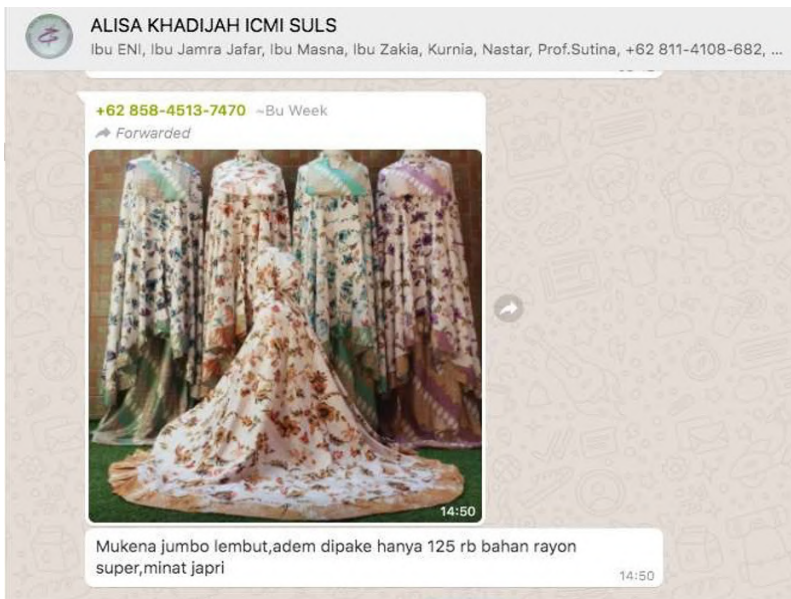 ALISA KHADIJAH ICMI SULS
Ibu ENI, Ibu Jamra Jafar, Ibu Masna, Ibu Zakia, Kurnia, Nastar, Prof.Sutina, +62 811-4108-682, ...
+62 858-4513-7470 ~Bu Week
Forwarded
14:50
Mukena jumbo lembut,adem dipake hanya 125 rb bahan rayon
super,minat japri
14:50